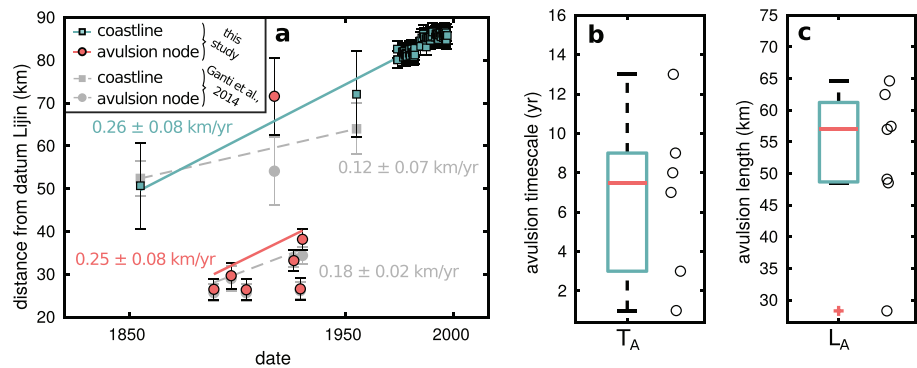 a
90
80
70
60
50
40
30
20
distance from datum Lijin (km)
coastline
avulsion node
this
study
coastline
avulsion node
Ganti et al.,
2014
0.26 ± 0.08 km/yr
0.12 ± 0.07 km/yr
0.25 ± 0.08 km/yr
0.18 ± 0.02 km/yr
1850
1950
2000
date
b
16
14
12
10
8
6
4
2
avulsion timescale (yr)
T_A
c
75
70
65
60
55
50
45
40
35
30
avulsion length (km)
L_A